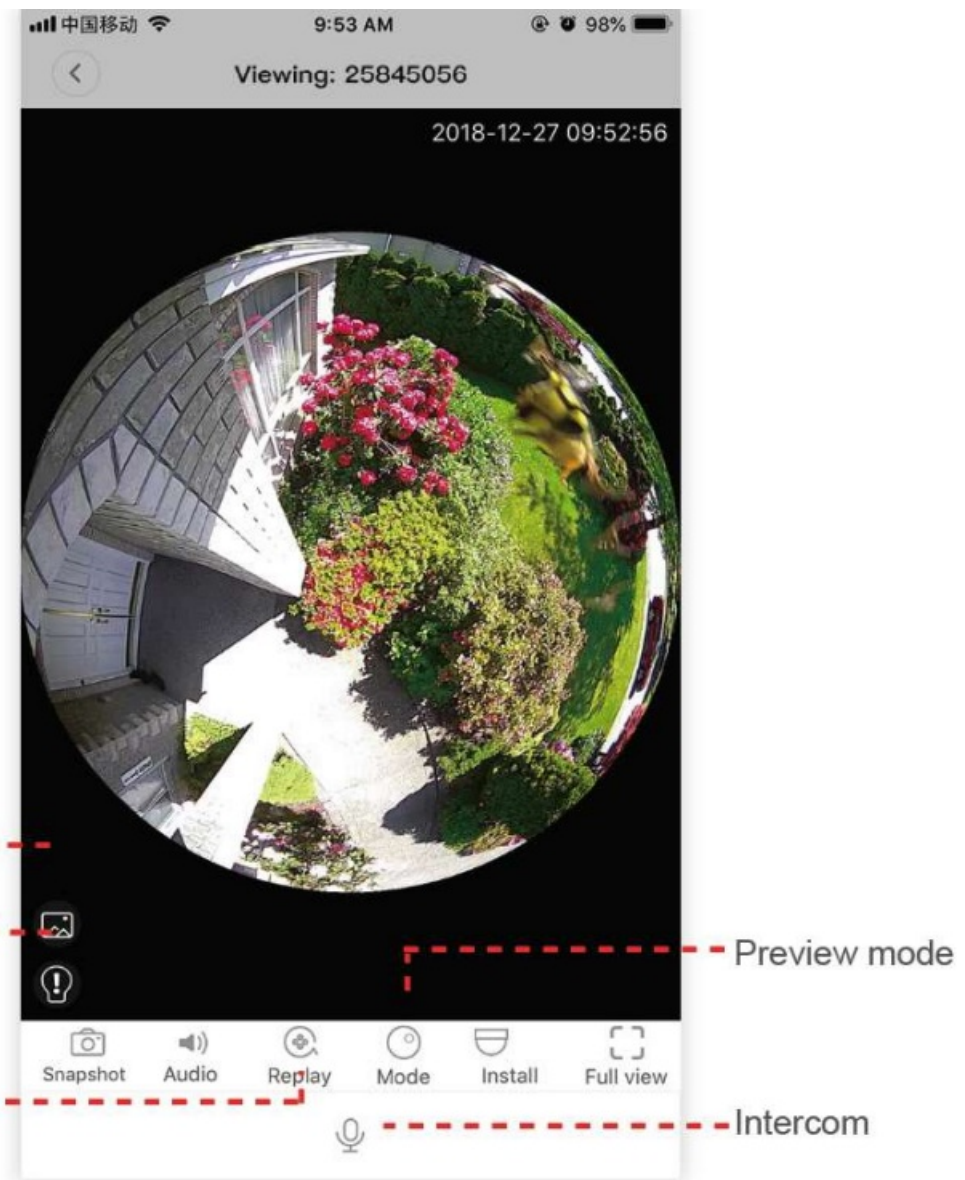 中国移动 9:53 AM 98%
Viewing: 25845056
2018-12-27 09:52:56
Preview mode
Snapshot Audio Replay Mode Install Full view
Intercom